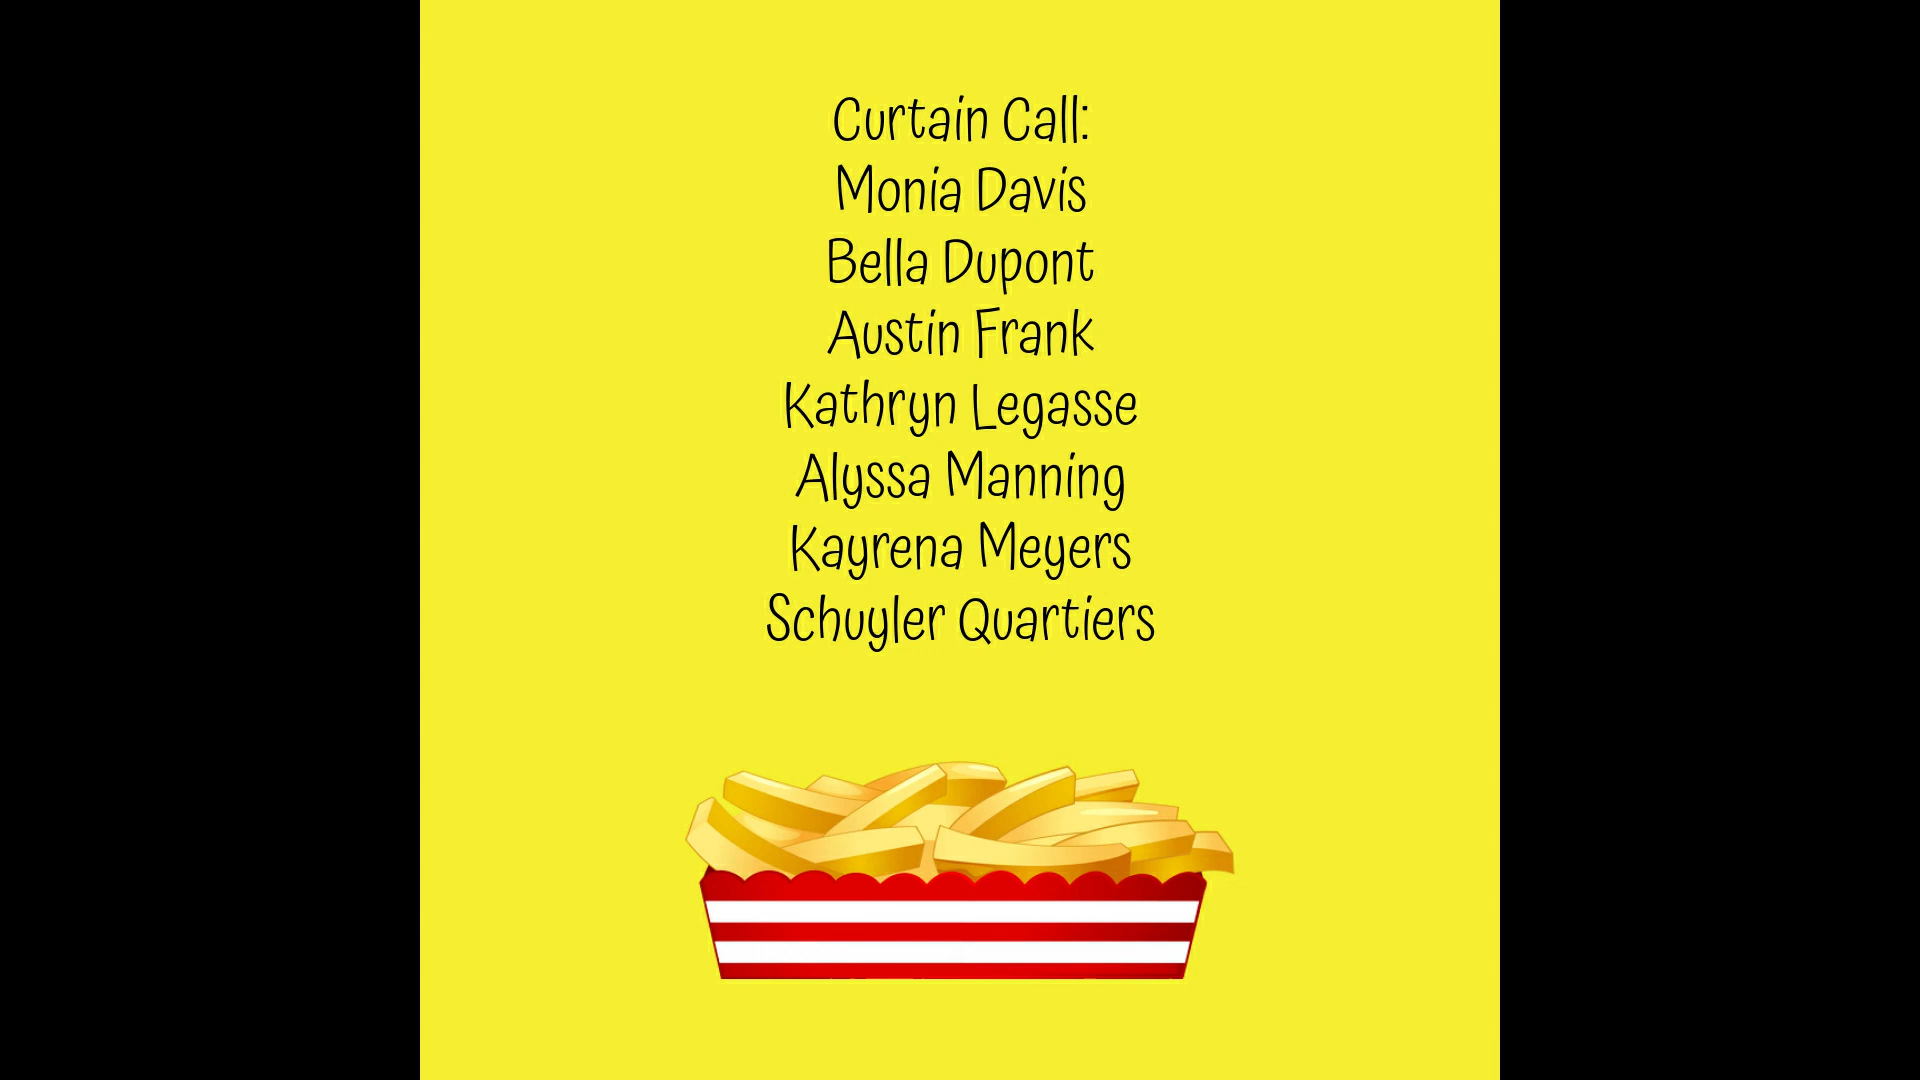 Curtain Call:
Monia Davis
Bella Dupont
Austin Frank
Kathryn Legasse
Alyssa Manning
Kayrena Meyers
Schuyler Quartiers